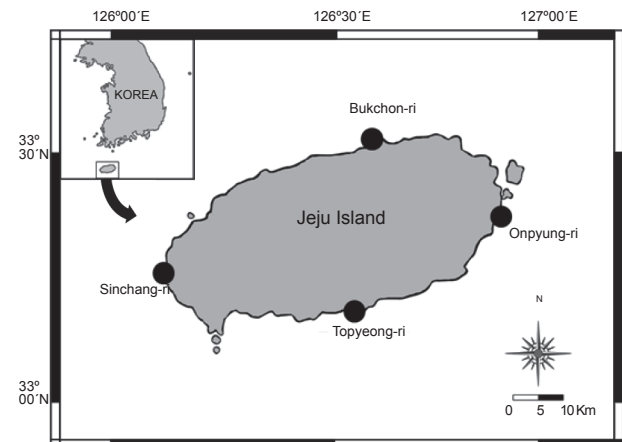 126°00´E
126°50´E
127°00´E
KOREA
Bukchon-ri
33°
30´N
Jeju Island
Onpyung-ri
Sinchang-ri
Topyeong-ri
N
33°
00´N
0 5 10 Km